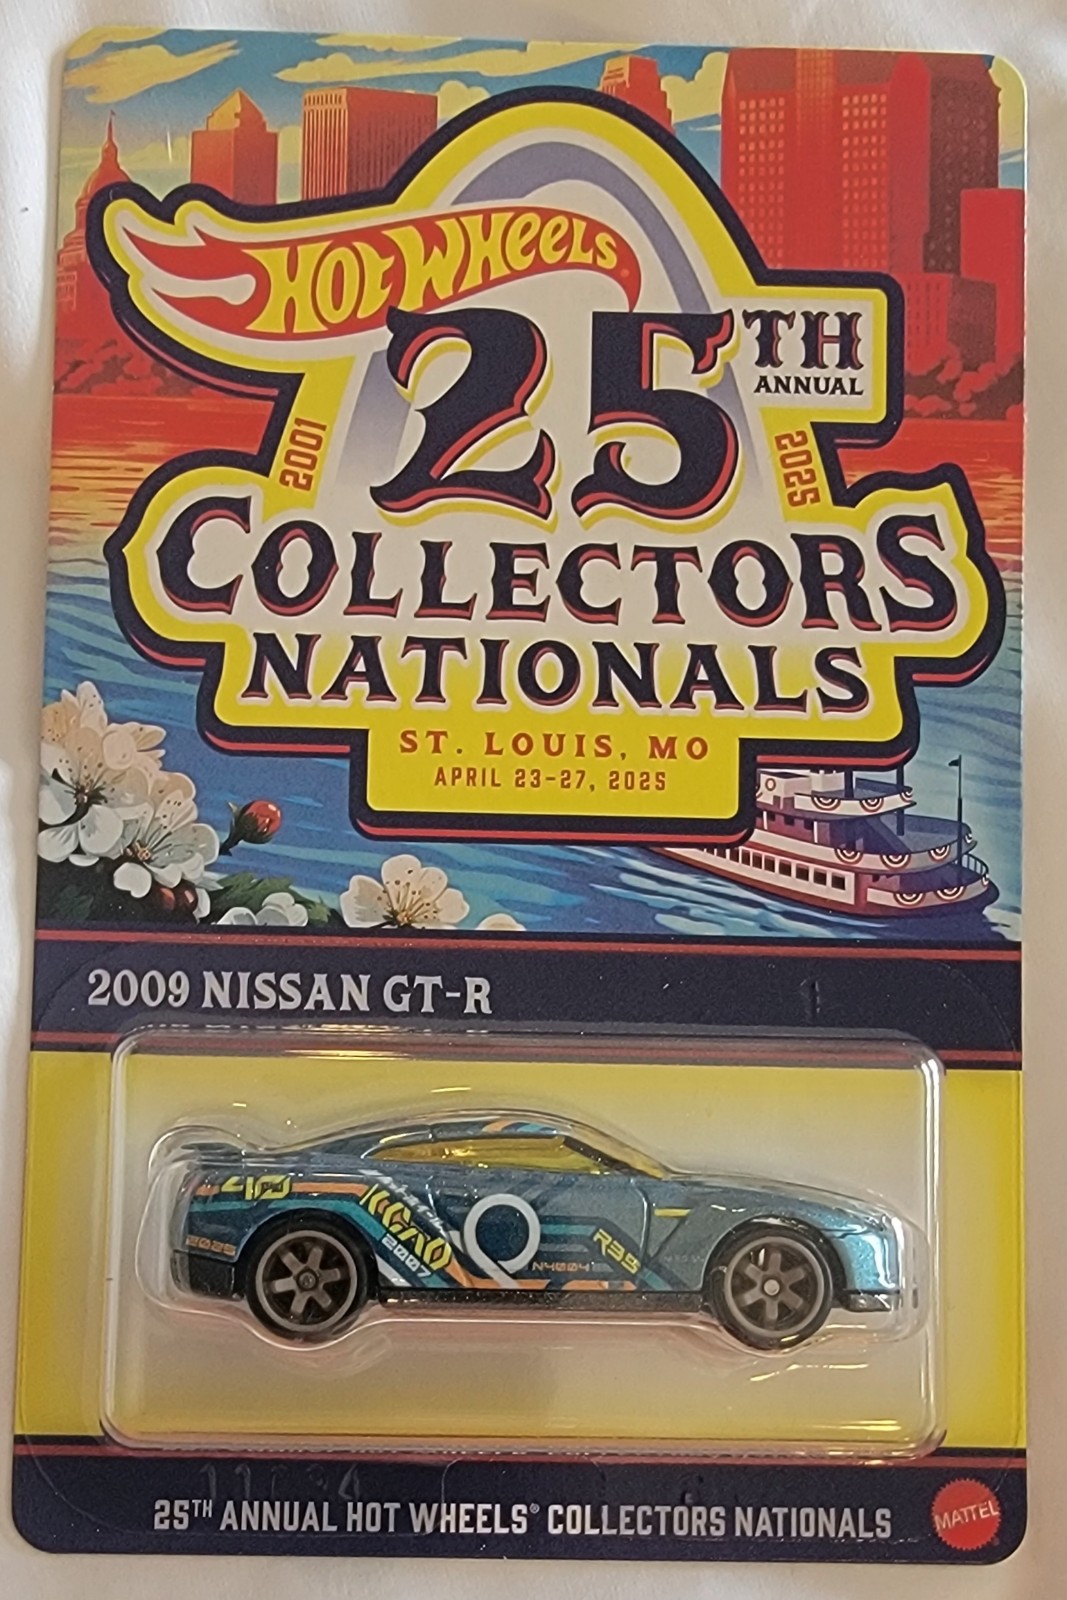 HOT WHEELS
25TH
ANNUAL
2001
2025
COLLECTORS
NATIONALS
ST. LOUIS, MO
APRIL 23-27, 2025
2009 NISSAN GT-R
2025
2007
N4004
R35
25TH ANNUAL HOT WHEELS® COLLECTORS NATIONALS
MATTEL